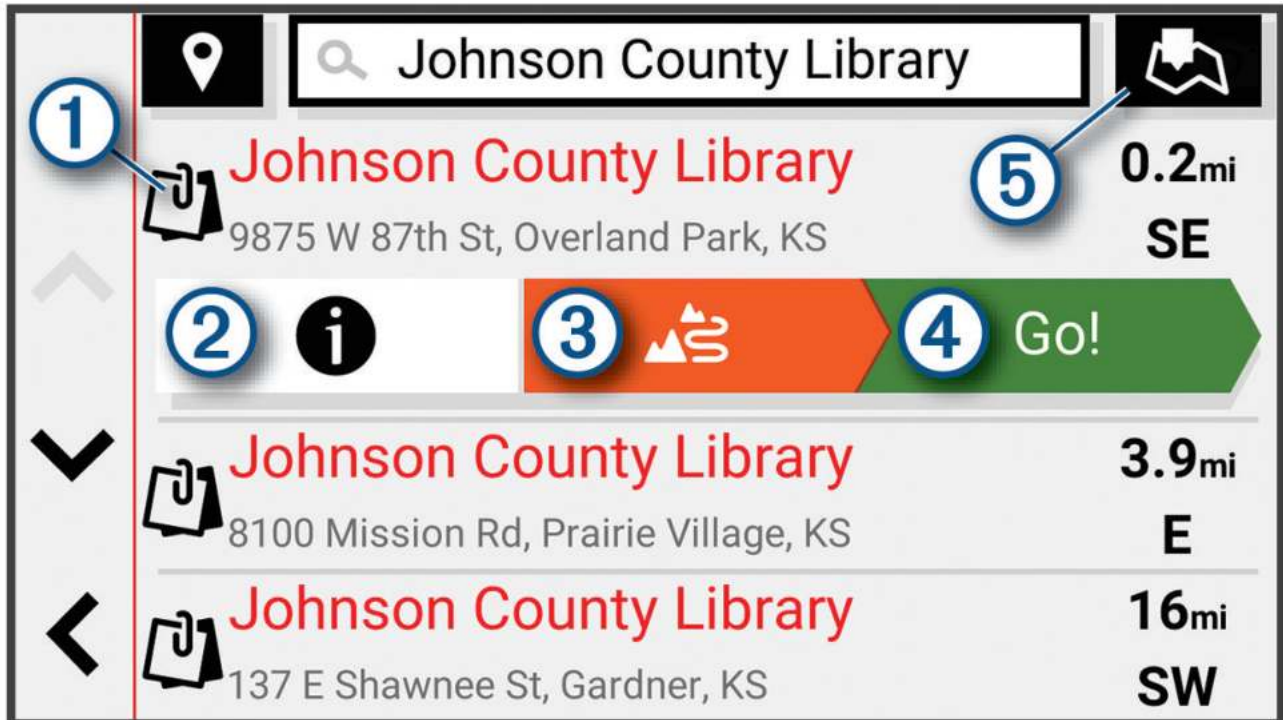 Johnson County Library
1
Johnson County Library
5
0.2mi
9875 W 87th St, Overland Park, KS
SE
2
i
3
4
Go!
Johnson County Library
3.9mi
8100 Mission Rd, Prairie Village, KS
E
Johnson County Library
16mi
137 E Shawnee St, Gardner, KS
SW